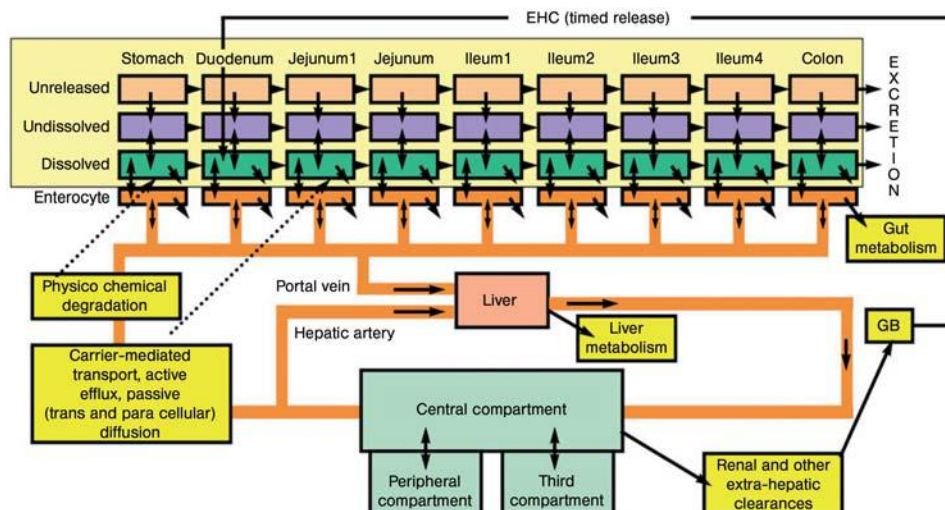 EHC (timed release)
Stomach Duodenum Jejunum1 Jejunum Ileum1 Ileum2 Ileum3 Ileum4 Colon
Unreleased
Undissolved
Dissolved
Enterocyte
EXCRETION
Gut
metabolism
Physico chemical
degradation
Portal vein
Liver
Hepatic artery
Liver
metabolism
GB
Carrier-mediated
transport, active
efflux, passive
(trans and para cellular)
diffusion
Central compartment
Peripheral
compartment
Third
compartment
Renal and other
extra-hepatic
clearances